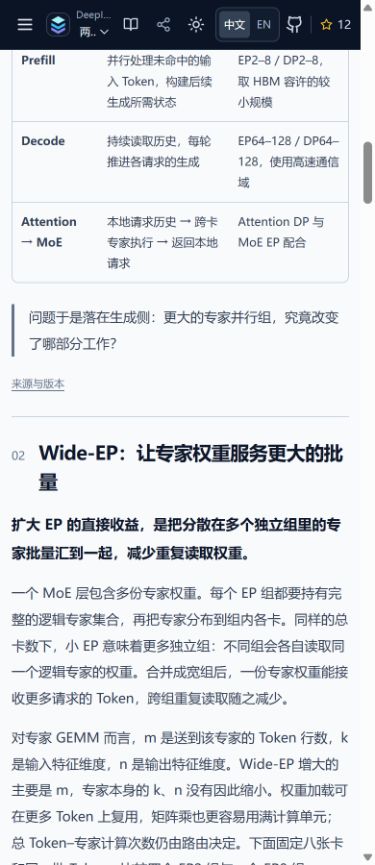 Deepl...
两..
中文
EN
12
Prefill
并行处理未命中的输
入 Token，构建后续
生成所需状态
EP2–8 / DP2–8，
取 HBM 容许的较
小规模
Decode
持续读取历史，每轮
推进各请求的生成
EP64–128 / DP64–
128，使用高速通信
域
Attention
→ MoE
本地请求历史 → 跨卡
专家执行 → 返回本地
请求
Attention DP 与
MoE EP 配合
问题于是落在生成侧：更大的专家并行组，究竟改变
了哪部分工作？
来源与版本
02 Wide-EP：让专家权重服务更大的批
量
扩大 EP 的直接收益，是把分散在多个独立组里的专
家批量汇到一起，减少重复读取权重。
一个 MoE 层包含多份专家权重。每个 EP 组都要持有完
整的逻辑专家集合，再把专家分布到组内各卡。同样的总
卡数下，小 EP 意味着更多独立组：不同组会各自读取同
一个逻辑专家的权重。合并成宽组后，一份专家权重能接
收更多请求的 Token，跨组重复读取随之减少。
对专家 GEMM 而言，m 是送到该专家的 Token 行数，k
是输入特征维度，n 是输出特征维度。Wide-EP 增大的
主要是 m，专家本身的 k、n 没有因此缩小。权重加载可
在更多 Token 上复用，矩阵乘也更容易用满计算单元；
总 Token–专家计算次数仍由路由决定。下面固定八张卡